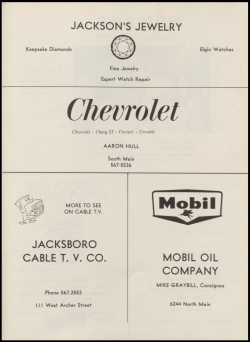 JACKSON'S JEWELRY
Keepsake Diamonds
Elgin Watches
Fine Jewelry
Expert Watch Repair
Chevrolet
Chevrolet - Chevy II - Corvair - Corvette
AARON HULL
South Main
567-5536
MORE TO SEE
ON CABLE T.V.
JACKSBORO
CABLE T. V. CO.
Phone 567-2553
111 West Archer Street
Mobil
MOBIL OIL
COMPANY
MIKE GRAYBILL, Consignee
6244 North Main